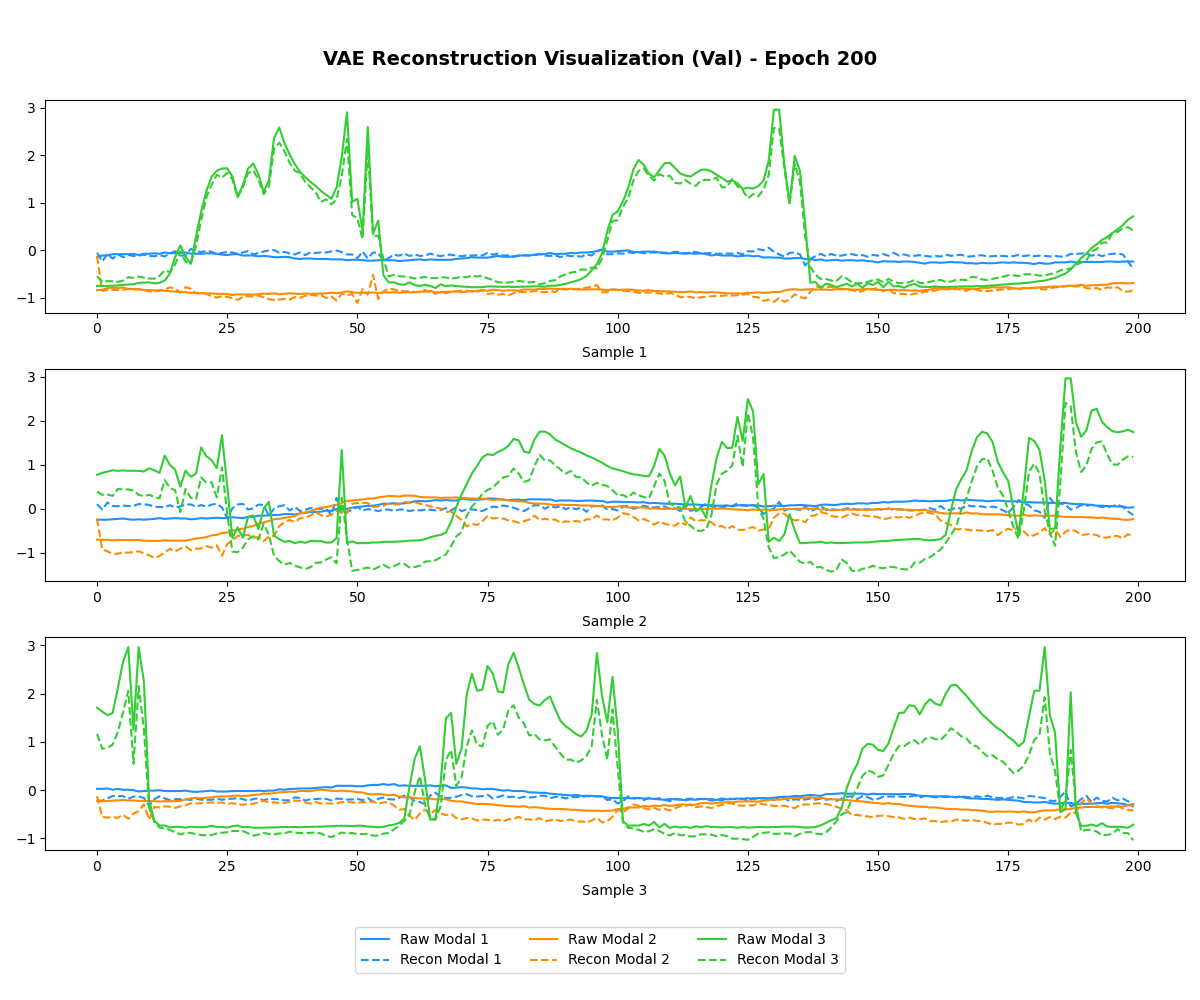 VAE Reconstruction Visualization (Val) - Epoch 200
3
2
1
0
−1
0 25 50 75 100 125 150 175 200
Sample 1
3
2
1
0
−1
0 25 50 75 100 125 150 175 200
Sample 2
3
2
1
0
−1
0 25 50 75 100 125 150 175 200
Sample 3
Raw Modal 1 Raw Modal 2 Raw Modal 3
Recon Modal 1 Recon Modal 2 Recon Modal 3